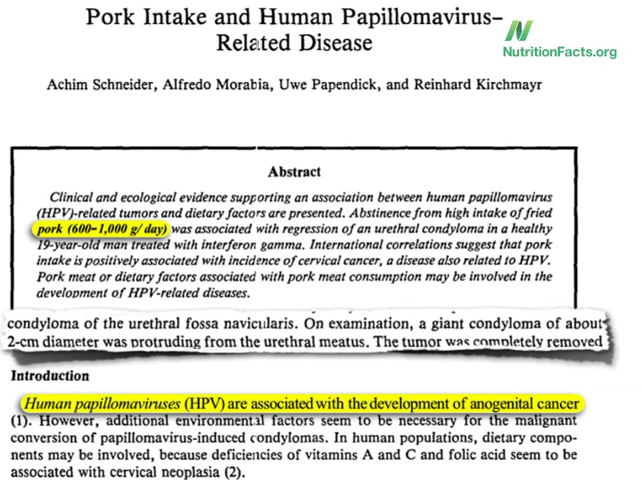 Pork Intake and Human Papillomavirus–
Related Disease
NutritionFacts.org
Achim Schneider, Alfredo Morabia, Uwe Papendick, and Reinhard Kirchmayr
Abstract
Clinical and ecological evidence supporting an association between human papillomavirus
(HPV)-related tumors and dietary factors are presented. Abstinence from high intake of fried
pork (600–1,000 g/day) was associated with regression of an urethral condyloma in a healthy
19-year-old man treated with interferon gamma. International correlations suggest that pork
intake is positively associated with incidence of cervical cancer, a disease also related to HPV.
Pork meat or dietary factors associated with pork meat consumption may be involved in the
development of HPV-related diseases.
condyloma of the urethral fossa navicularis. On examination, a giant condyloma of about
2-cm diameter was protruding from the urethral meatus. The tumor was completely removed
Introduction
Human papillomaviruses (HPV) are associated with the development of anogenital cancer
(1). However, additional environmental factors seem to be necessary for the malignant
conversion of papillomavirus-induced condylomas. In human populations, dietary compo-
nents may be involved, because deficiencies of vitamins A and C and folic acid seem to be
associated with cervical neoplasia (2).